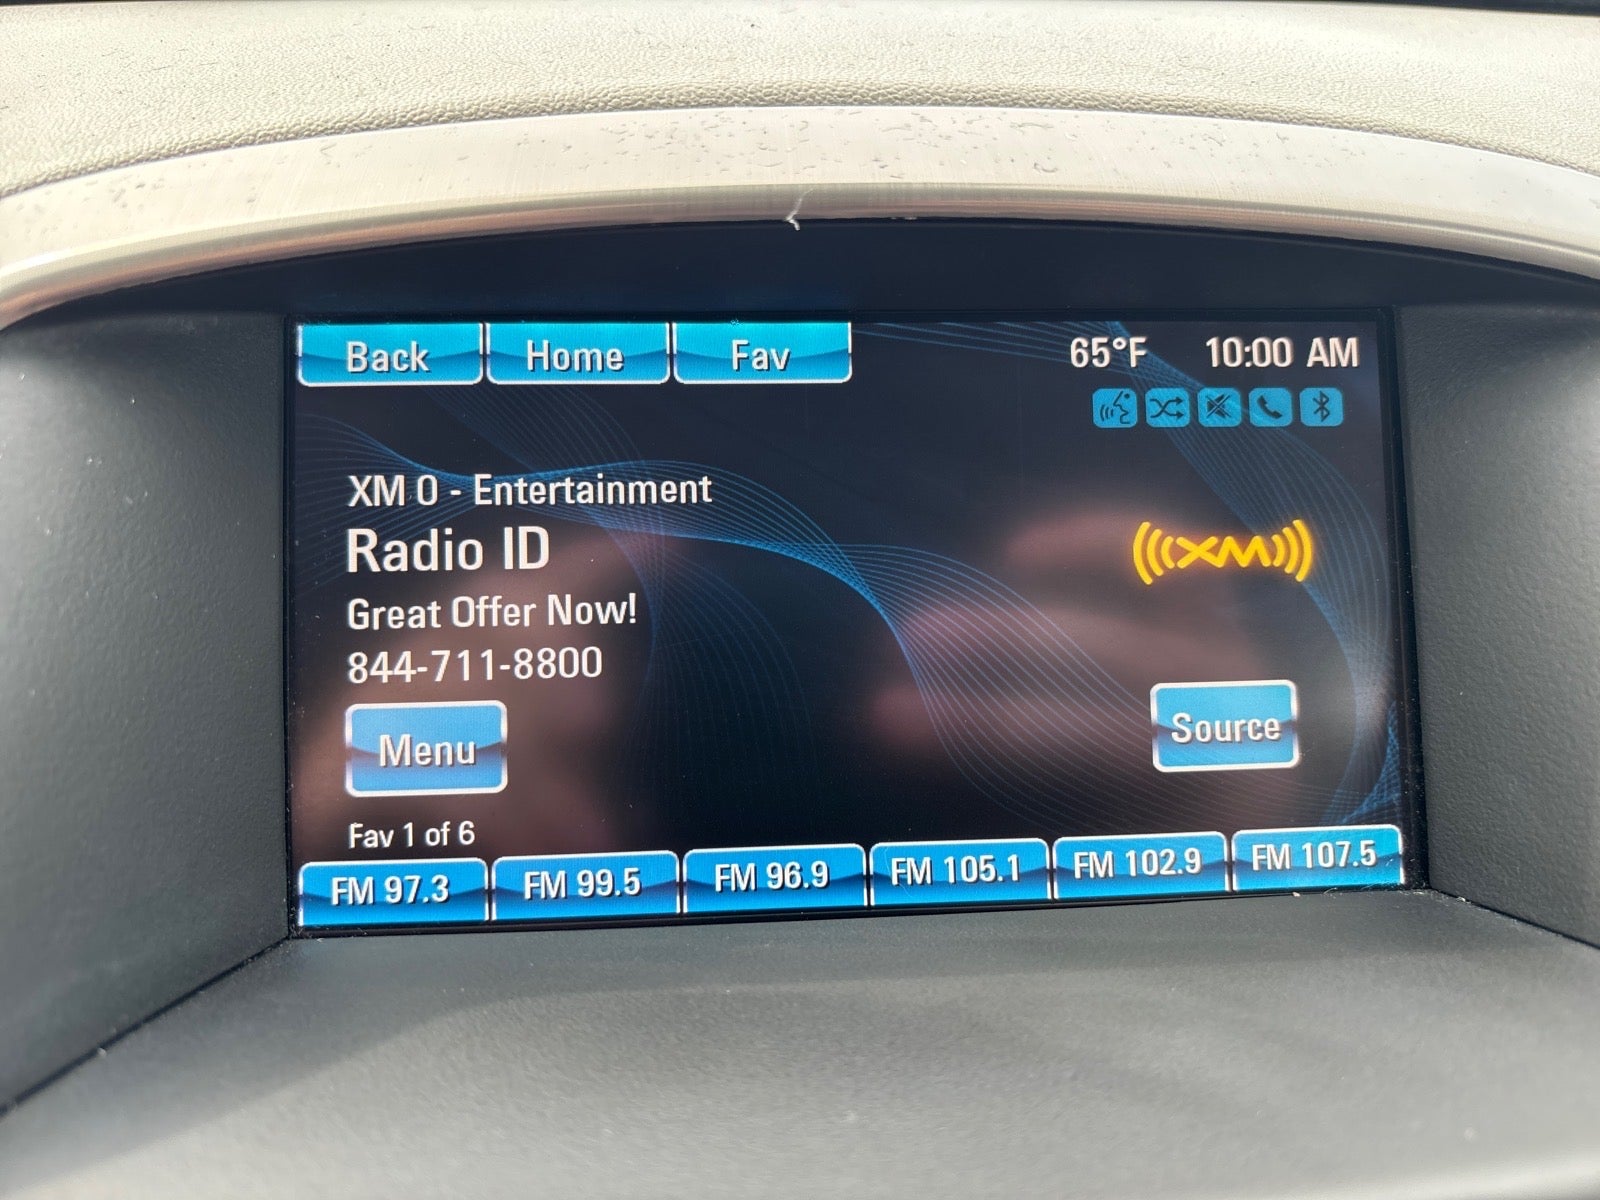 Back Home Fav 65°F 10:00 AM
XM 0 - Entertainment
Radio ID
XM
Great Offer Now!
844-711-8800
Menu
Source
Fav 1 of 6
FM 97.3 FM 99.5 FM 96.9 FM 105.1 FM 102.9 FM 107.5